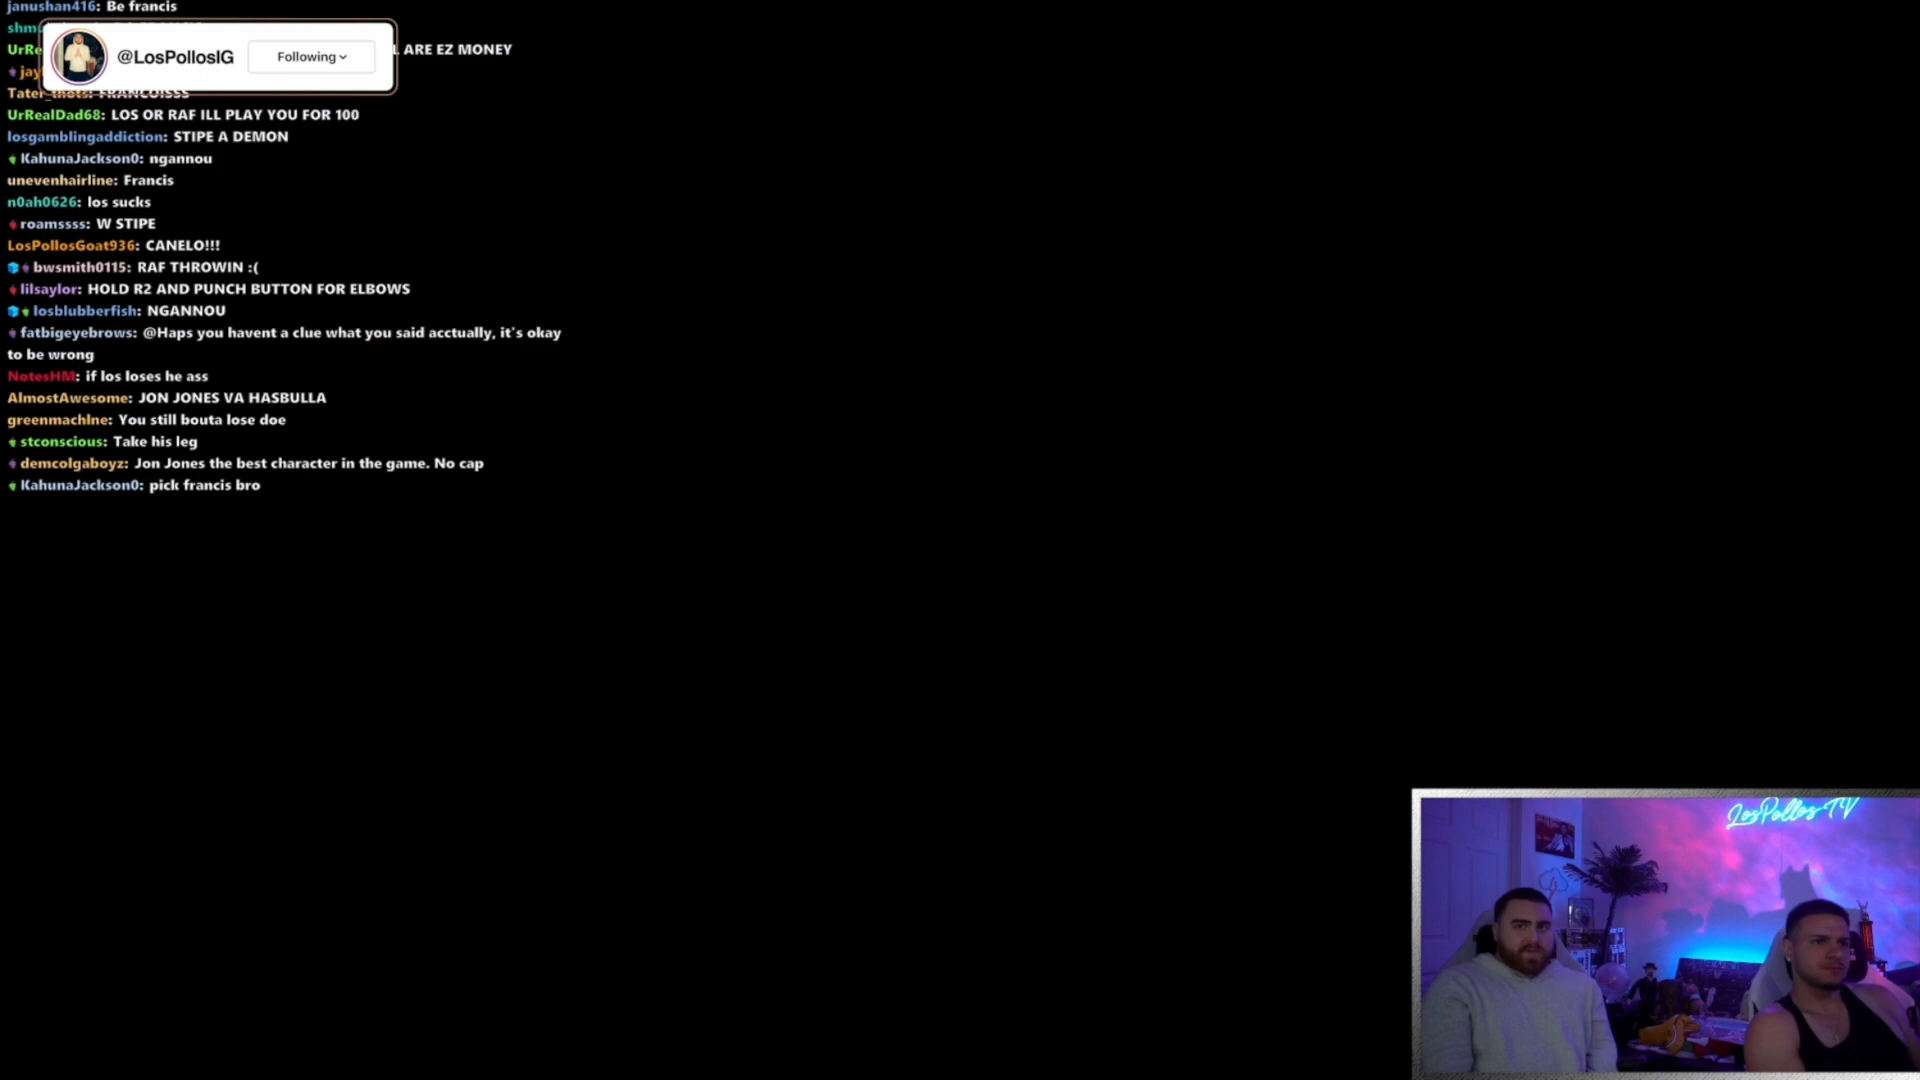 janushan416: Be francis
shm
UrRe L ARE EZ MONEY
@LosPollosIG Following
jay
Tater_thots: FRANCOISSS
UrRealDad68: LOS OR RAF ILL PLAY YOU FOR 100
losgamblingaddiction: STIPE A DEMON
KahunaJackson0: ngannou
unevenhairline: Francis
n0ah0626: los sucks
roamssss: W STIPE
LosPollosGoat936: CANELO!!!
bwsmith0115: RAF THROWIN :(
lilsaylor: HOLD R2 AND PUNCH BUTTON FOR ELBOWS
losblubberfish: NGANNOU
fatbigeyebrows: @Haps you havent a clue what you said acctually, it's okay
to be wrong
NotesHM: if los loses he ass
AlmostAwesome: JON JONES VA HASBULLA
greenmachlne: You still bouta lose doe
stconscious: Take his leg
demcolgaboyz: Jon Jones the best character in the game. No cap
KahunaJackson0: pick francis bro
LosPollosTV